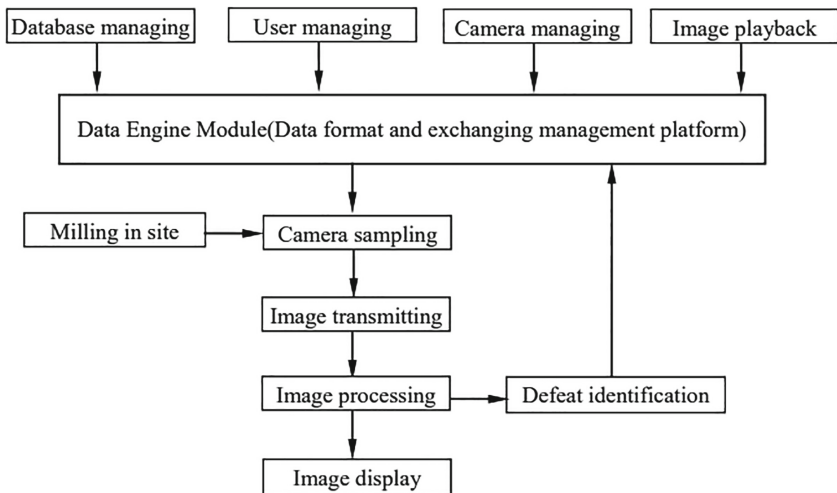 Database managing
User managing
Camera managing
Image playback
Data Engine Module(Data format and exchanging management platform)
Milling in site
Camera sampling
Image transmitting
Image processing
Defeat identification
Image display